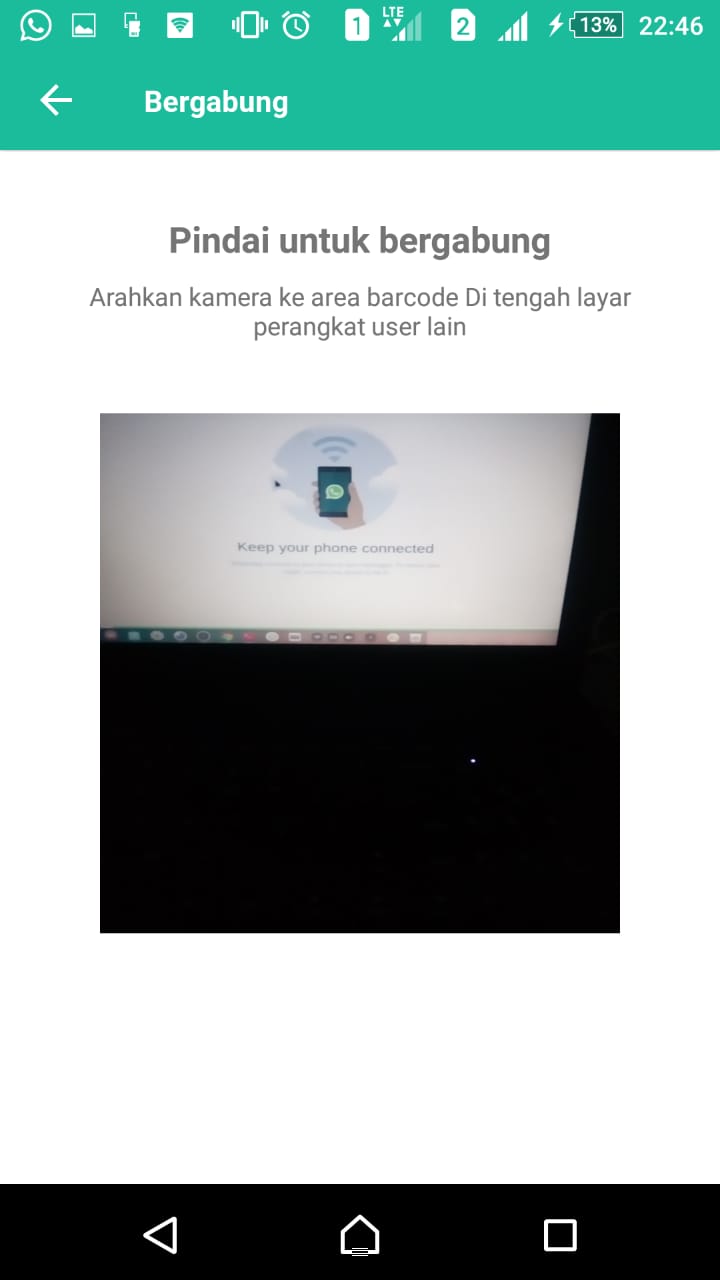 LTE
1
2
13%
22:46
Bergabung
Pindai untuk bergabung
Arahkan kamera ke area barcode Di tengah layar
perangkat user lain
Keep your phone connected